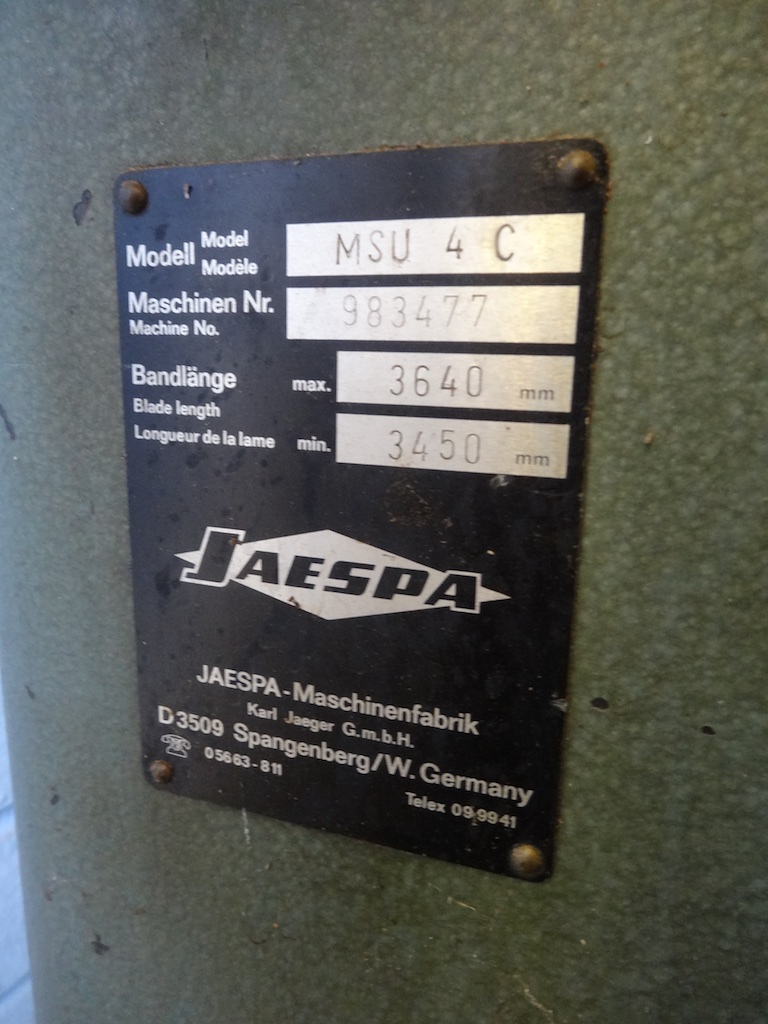 Modell Model Modèle MSU 4 C
Maschinen Nr. 983477
Machine No.
Bandlänge max. 3640 mm
Blade length
Longueur de la lame min. 3450 mm
JAESPA
JAESPA-Maschinenfabrik
Karl Jaeger G.m.b.H.
D 3509 Spangenberg/W. Germany
☏ 05663-811
Telex 099941